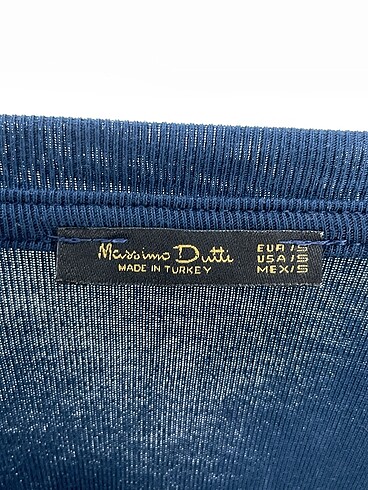 Massimo Dutti
MADE IN TURKEY
EUR/S
USA/S
MEX/S